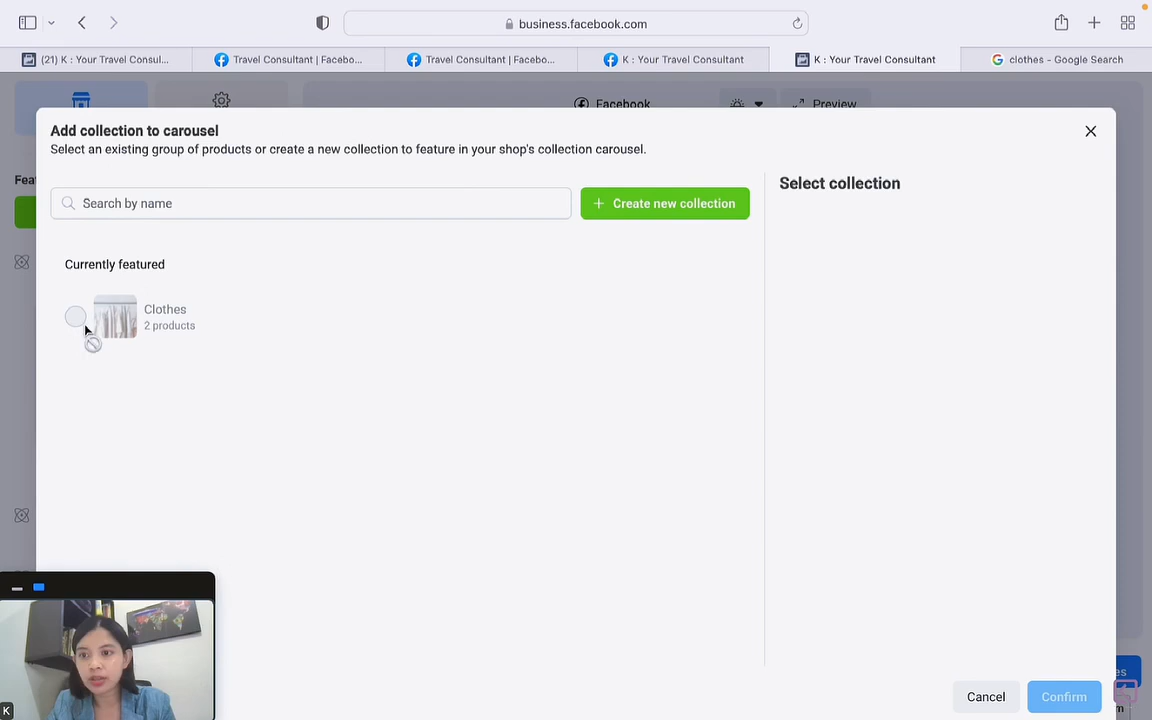 business.facebook.com
(21) K : Your Travel Consul...
Travel Consultant | Facebo...
Travel Consultant | Facebo...
K : Your Travel Consultant
K : Your Travel Consultant
clothes - Google Search
Facebook
Preview
Add collection to carousel
Select an existing group of products or create a new collection to feature in your shop's collection carousel.
Search by name
+ Create new collection
Select collection
Fea
Currently featured
Clothes
2 products
Cancel
Confirm
es
K